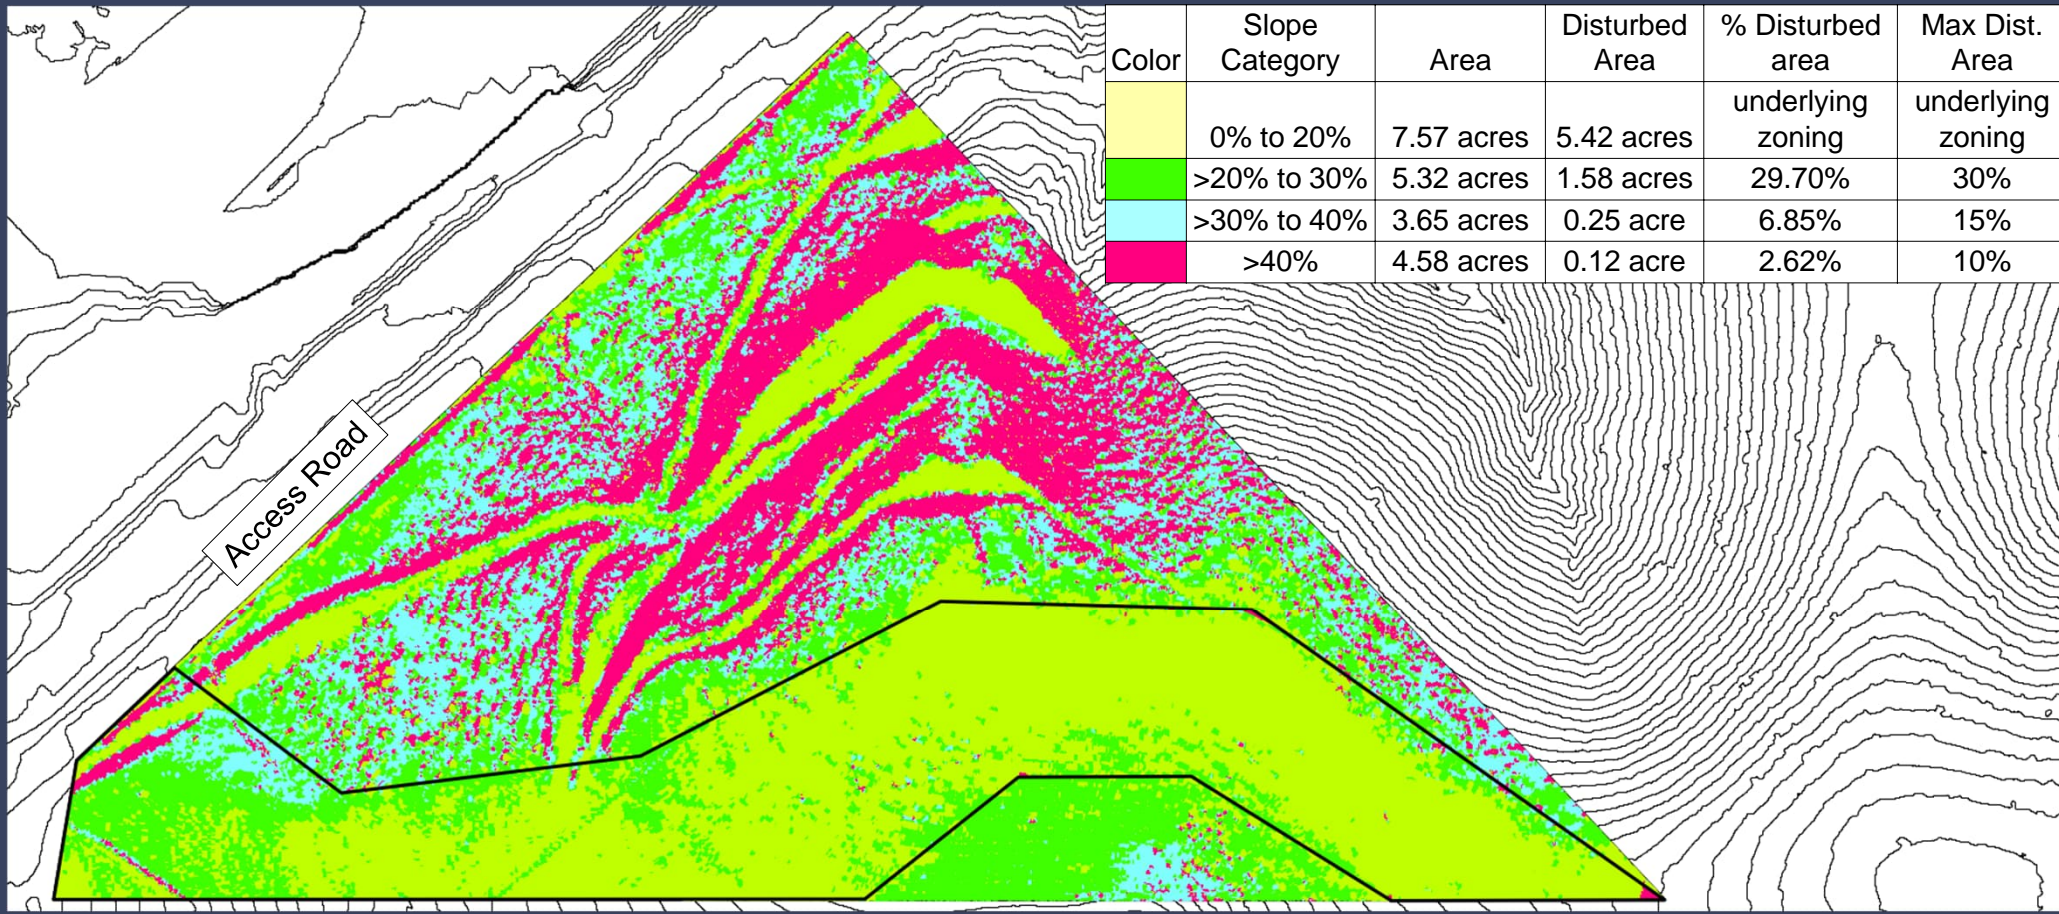 Color Slope Category Area Disturbed Area % Disturbed area Max Dist. Area
0% to 20% 7.57 acres 5.42 acres underlying zoning underlying zoning
>20% to 30% 5.32 acres 1.58 acres 29.70% 30%
>30% to 40% 3.65 acres 0.25 acre 6.85% 15%
>40% 4.58 acres 0.12 acre 2.62% 10%
Access Road